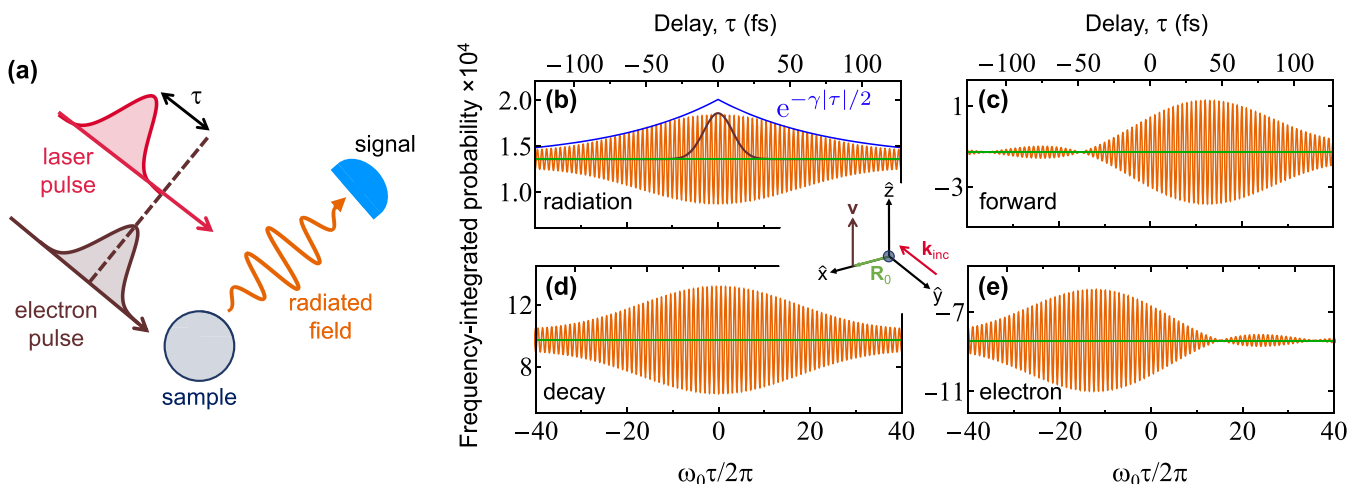 (a)
τ
laser
pulse
signal
electron
pulse
radiated
field
sample
Frequency-integrated probability ×10⁴
Delay, τ (fs)
−100 −50 0 50 100
(b)
e^{−γ|τ|/2}
2.0
1.5
1.0
radiation
Delay, τ (fs)
−100 −50 0 50 100
(c)
1
−3
forward
v
ẑ
x̂
R₀
k_inc
ŷ
(d)
12
8
decay
−40 −20 0 20 40
ω₀τ/2π
(e)
−7
−11
electron
−40 −20 0 20 40
ω₀τ/2π